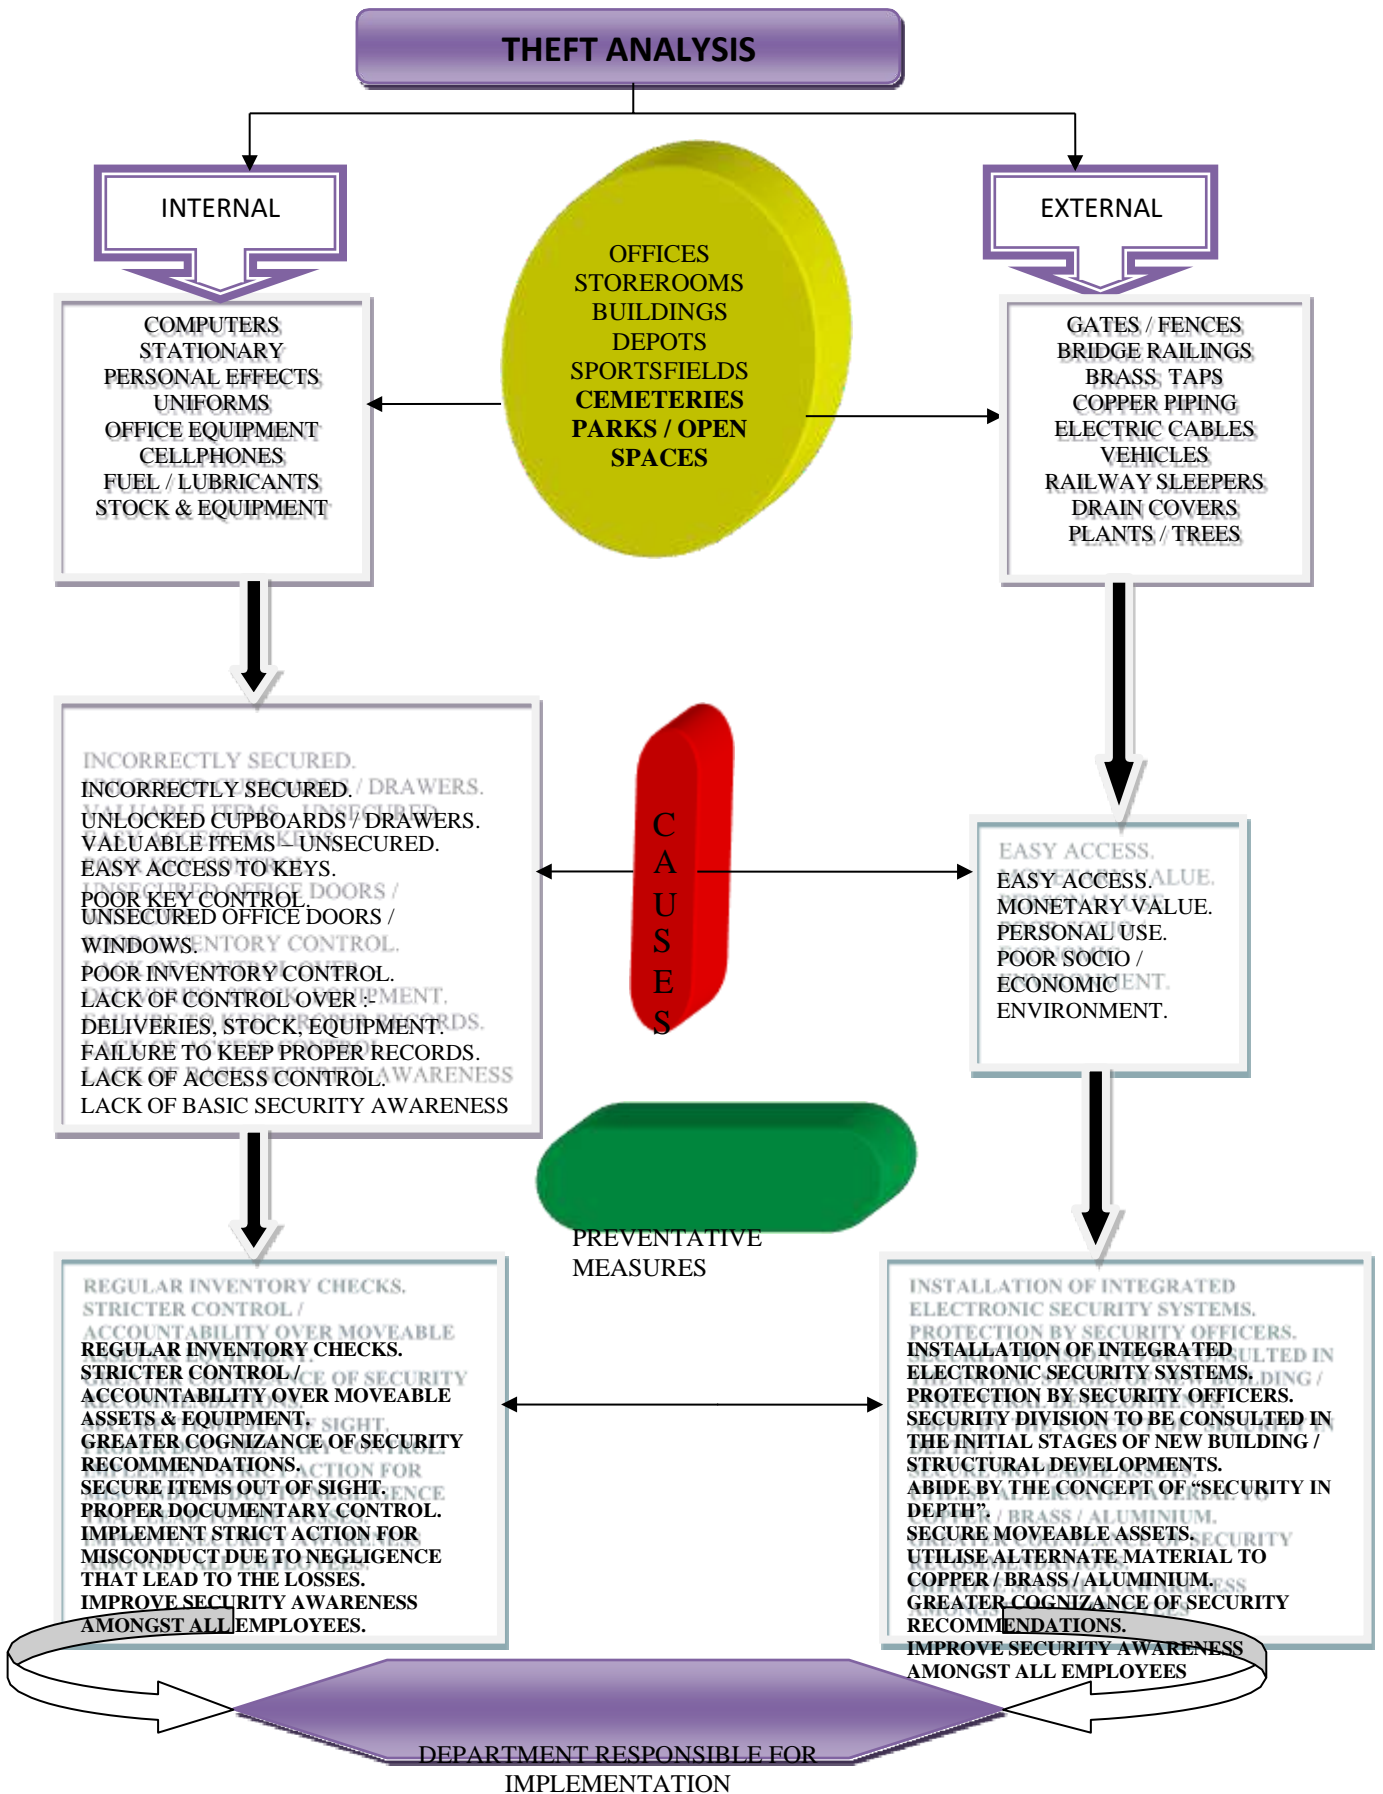 THEFT ANALYSIS
INTERNAL
EXTERNAL
OFFICES
STOREROOMS
BUILDINGS
DEPOTS
SPORTSFIELDS
CEMETERIES
PARKS / OPEN
SPACES
COMPUTERS
STATIONARY
PERSONAL EFFECTS
UNIFORMS
OFFICE EQUIPMENT
CELLPHONES
FUEL / LUBRICANTS
STOCK & EQUIPMENT
GATES / FENCES
BRIDGE RAILINGS
BRASS TAPS
COPPER PIPING
ELECTRIC CABLES
VEHICLES
RAILWAY SLEEPERS
DRAIN COVERS
PLANTS / TREES
INCORRECTLY SECURED.
UNLOCKED CUPBOARDS / DRAWERS.
VALUABLE ITEMS – UNSECURED.
EASY ACCESS TO KEYS.
POOR KEY CONTROL.
UNSECURED OFFICE DOORS /
WINDOWS.
POOR INVENTORY CONTROL.
LACK OF CONTROL OVER :-
DELIVERIES, STOCK, EQUIPMENT.
FAILURE TO KEEP PROPER RECORDS.
LACK OF ACCESS CONTROL.
LACK OF BASIC SECURITY AWARENESS
C
A
U
S
E
S
EASY ACCESS.
MONETARY VALUE.
PERSONAL USE.
POOR SOCIO /
ECONOMIC
ENVIRONMENT.
PREVENTATIVE
MEASURES
REGULAR INVENTORY CHECKS.
STRICTER CONTROL /
ACCOUNTABILITY OVER MOVEABLE
ASSETS & EQUIPMENT.
GREATER COGNIZANCE OF SECURITY
RECOMMENDATIONS.
SECURE ITEMS OUT OF SIGHT.
PROPER DOCUMENTARY CONTROL.
IMPLEMENT STRICT ACTION FOR
MISCONDUCT DUE TO NEGLIGENCE
THAT LEAD TO THE LOSSES.
IMPROVE SECURITY AWARENESS
AMONGST ALL EMPLOYEES.
INSTALLATION OF INTEGRATED
ELECTRONIC SECURITY SYSTEMS.
PROTECTION BY SECURITY OFFICERS.
SECURITY DIVISION TO BE CONSULTED IN
THE INITIAL STAGES OF NEW BUILDING /
STRUCTURAL DEVELOPMENTS.
ABIDE BY THE CONCEPT OF “SECURITY IN
DEPTH”.
SECURE MOVEABLE ASSETS.
UTILISE ALTERNATE MATERIAL TO
COPPER / BRASS / ALUMINIUM.
GREATER COGNIZANCE OF SECURITY
RECOMMENDATIONS.
IMPROVE SECURITY AWARENESS
AMONGST ALL EMPLOYEES
DEPARTMENT RESPONSIBLE FOR
IMPLEMENTATION